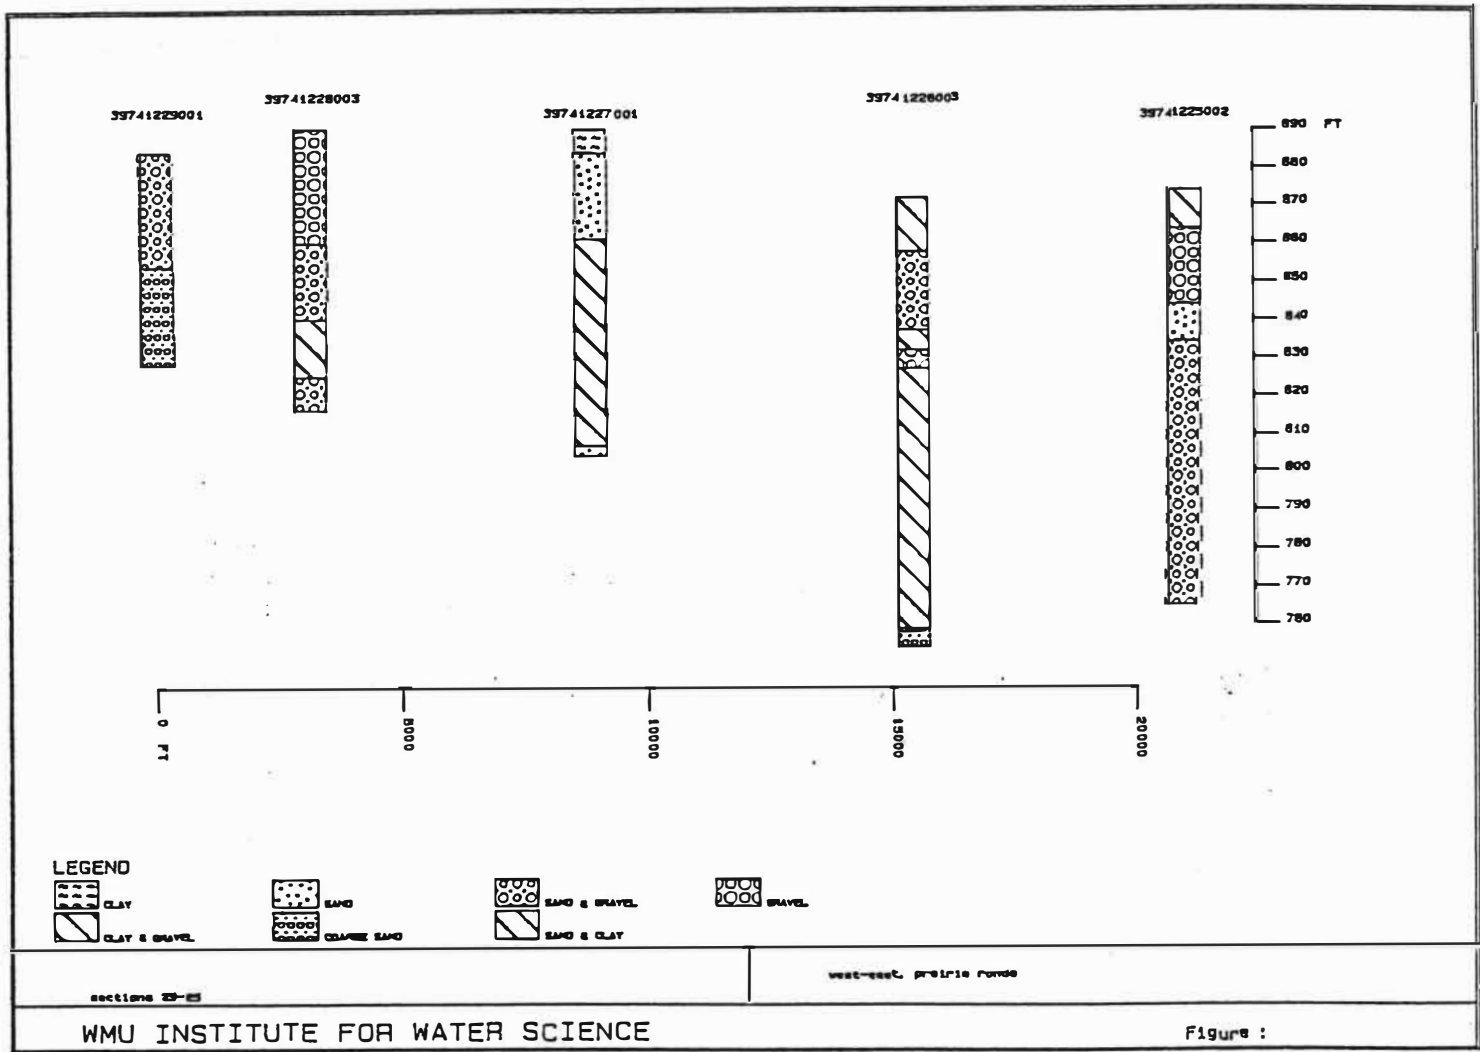 39741229001
39741228003
39741227001
39741226003
39741225002
890 FT
880
870
860
850
840
830
820
810
800
790
780
770
760
0 FT
5000
10000
15000
20000
LEGEND
CLAY
SAND
SAND & GRAVEL
GRAVEL
CLAY & GRAVEL
COARSE SAND
SAND & CLAY
sections
west-east, prairie ronde
WMU INSTITUTE FOR WATER SCIENCE
Figure :